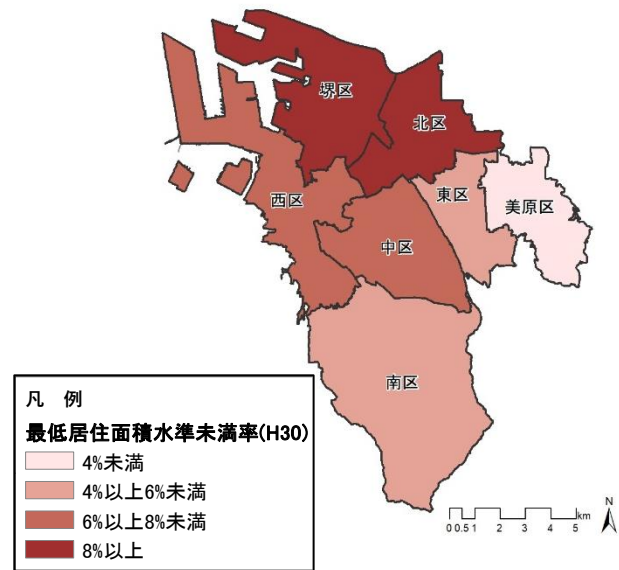 堺区
北区
東区
美原区
西区
中区
南区
凡 例
最低居住面積水準未満率(H30)
4%未満
4%以上6%未満
6%以上8%未満
8%以上
0 0.5 1 2 3 4 5 km
N